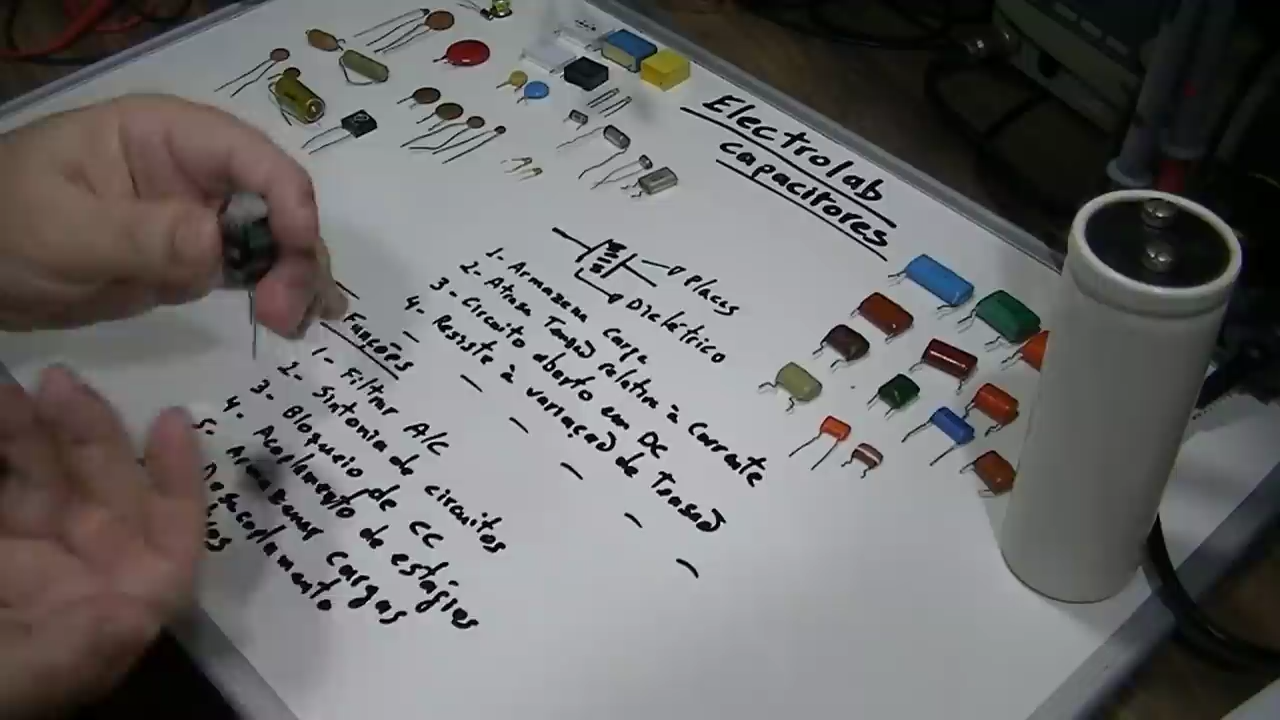 Electrolab
capacitores
Placas
Dielétrico
1- Armazena Carga
2- Atrasa Tensão relativa à Corrente
3- Circuito aberto em DC
4- Resiste à variação de Tensão
Funções
1- Filtrar A/C
2- Sintonia de circuitos
3- Bloqueio de CC
4- Acoplamento de estágios
5- Armazenar cargas
Desacoplamento